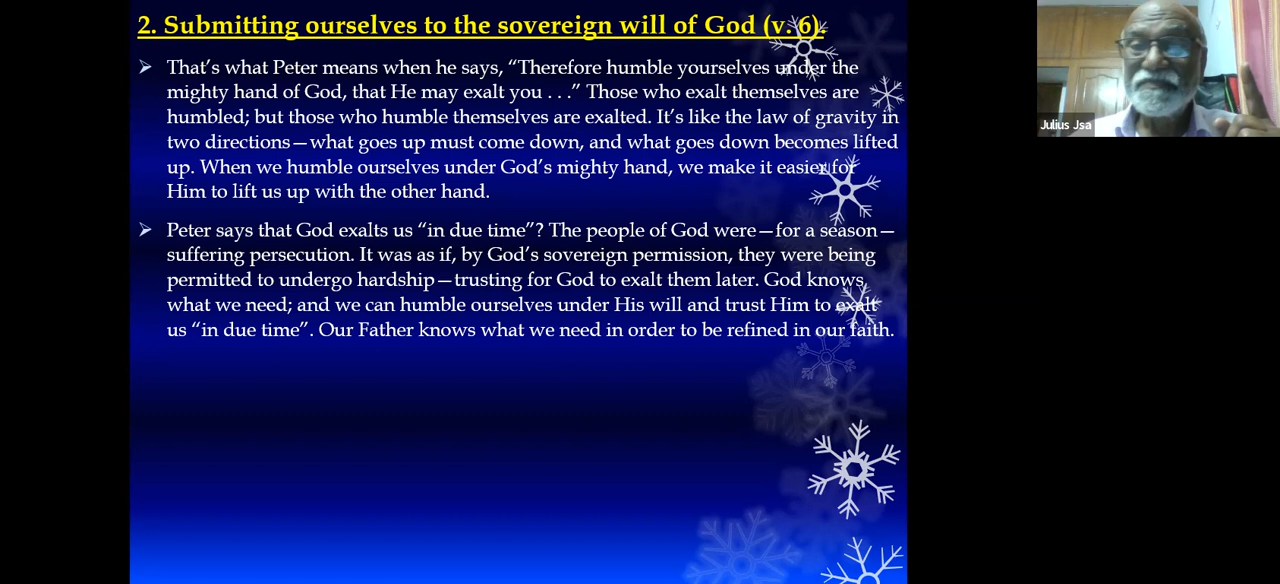 2. Submitting ourselves to the sovereign will of God (v. 6).
➢ That’s what Peter means when he says, “Therefore humble yourselves under the
mighty hand of God, that He may exalt you . . .” Those who exalt themselves are
humbled; but those who humble themselves are exalted. It’s like the law of gravity in
two directions—what goes up must come down, and what goes down becomes lifted
up. When we humble ourselves under God’s mighty hand, we make it easier for
Him to lift us up with the other hand.
➢ Peter says that God exalts us “in due time”? The people of God were—for a season—
suffering persecution. It was as if, by God’s sovereign permission, they were being
permitted to undergo hardship—trusting for God to exalt them later. God knows
what we need; and we can humble ourselves under His will and trust Him to exalt
us “in due time”. Our Father knows what we need in order to be refined in our faith.
Julius Jsa